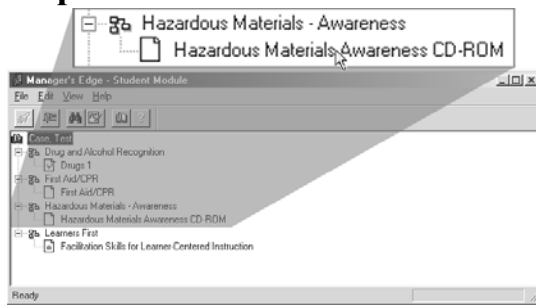 Hazardous Materials - Awareness
Hazardous Materials Awareness CD-ROM
Manager's Edge - Student Module
File Edit View Help
Case, Test
Drug and Alcohol Recognition
Drugs 1
First Aid/CPR
First Aid/CPR
Hazardous Materials - Awareness
Hazardous Materials Awareness CD-ROM
Learners First
Facilitation Skills for Learner-Centered Instruction
Ready